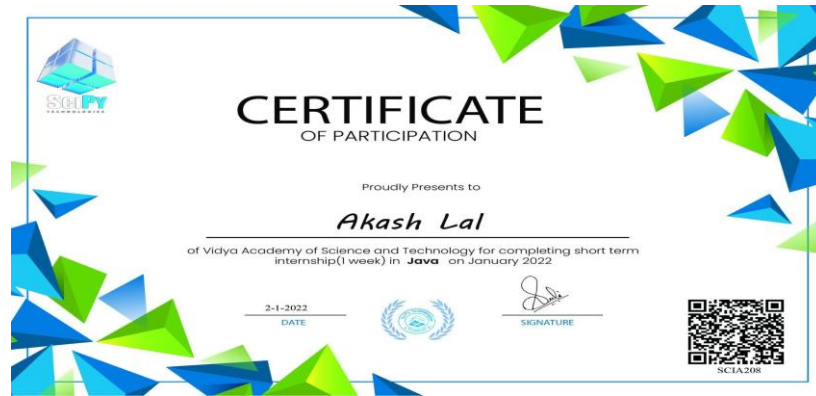 SciPY
TECHNOLOGIES
CERTIFICATE
OF PARTICIPATION
Proudly Presents to
Akash Lal
of Vidya Academy of Science and Technology for completing short term
internship(1 week) in Java on January 2022
2-1-2022
DATE
SIGNATURE
SCIA208